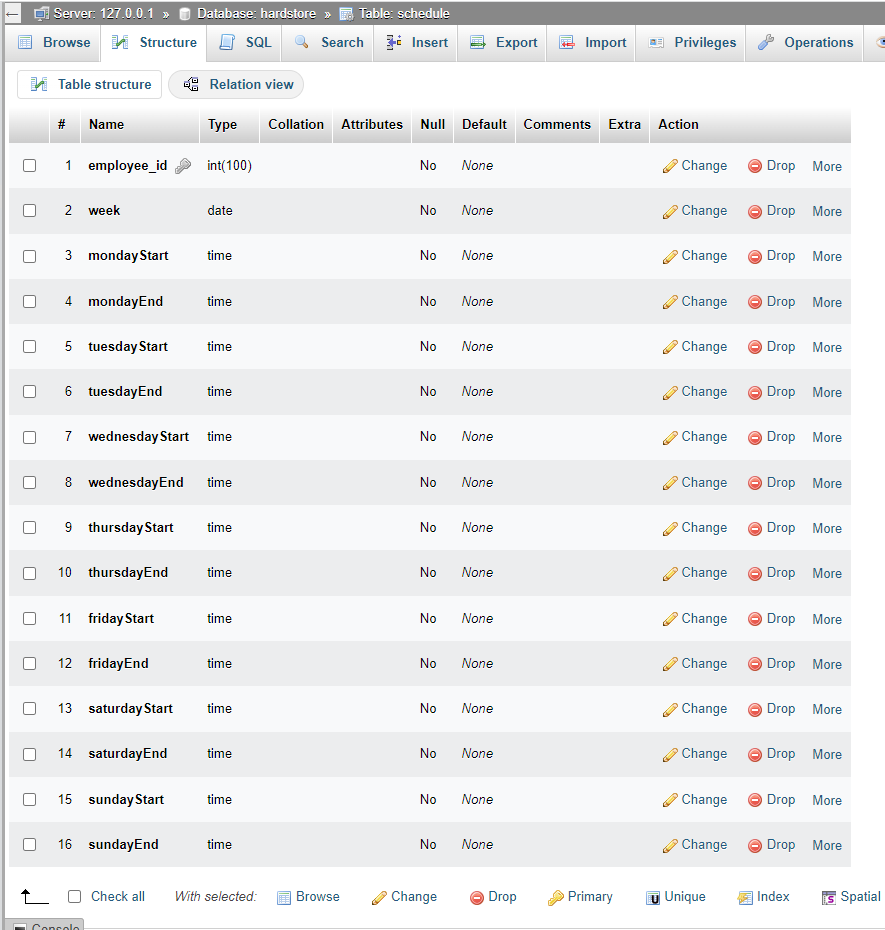 Server: 127.0.0.1 » Database: hardstore » Table: schedule
Browse Structure SQL Search Insert Export Import Privileges Operations
Table structure Relation view
# Name Type Collation Attributes Null Default Comments Extra Action
1 employee_id int(100) No None Change Drop More
2 week date No None Change Drop More
3 mondayStart time No None Change Drop More
4 mondayEnd time No None Change Drop More
5 tuesdayStart time No None Change Drop More
6 tuesdayEnd time No None Change Drop More
7 wednesdayStart time No None Change Drop More
8 wednesdayEnd time No None Change Drop More
9 thursdayStart time No None Change Drop More
10 thursdayEnd time No None Change Drop More
11 fridayStart time No None Change Drop More
12 fridayEnd time No None Change Drop More
13 saturdayStart time No None Change Drop More
14 saturdayEnd time No None Change Drop More
15 sundayStart time No None Change Drop More
16 sundayEnd time No None Change Drop More
Check all With selected: Browse Change Drop Primary Unique Index Spatial
Console